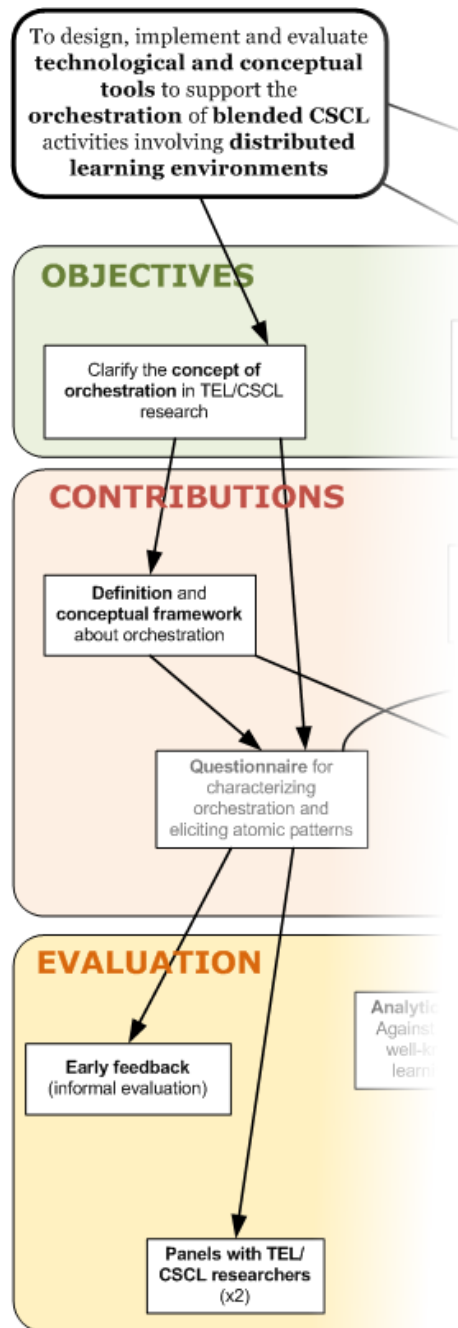 To design, implement and evaluate
technological and conceptual
tools to support the
orchestration of blended CSCL
activities involving distributed
learning environments
OBJECTIVES
Clarify the concept of
orchestration in TEL/CSCL
research
CONTRIBUTIONS
Definition and
conceptual framework
about orchestration
Questionnaire for
characterizing
orchestration and
eliciting atomic patterns
EVALUATION
Analytic
Against
Early feedback
(informal evaluation)
Panels with TEL/
CSCL researchers
(x2)